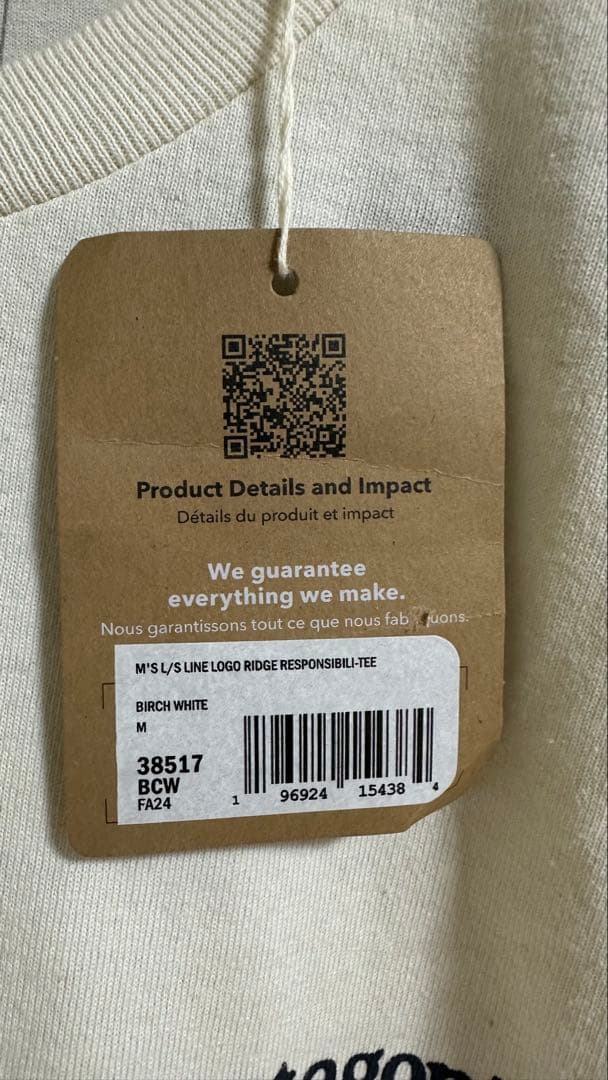 Product Details and Impact
Détails du produit et impact
We guarantee
everything we make.
Nous garantissons tout ce que nous
M'S L/S LINE LOGO RIDGE RESPONSIBILI-TEE
BIRCH WHITE
M
38517
BCW
FA24
1 96924 15438 4